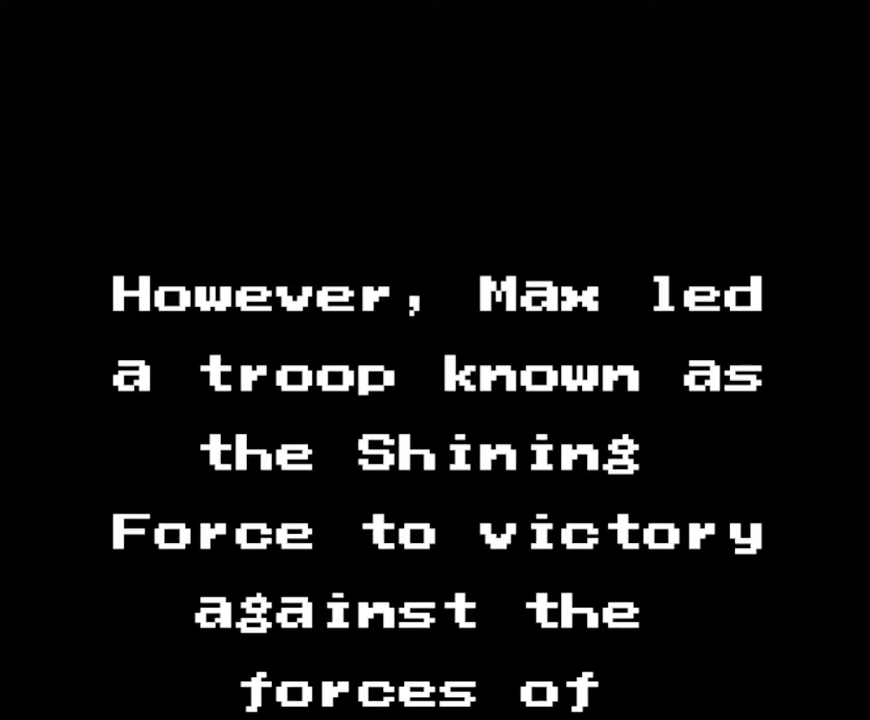 However, Max led
a troop known as
the Shining
Force to victory
against the
forces of